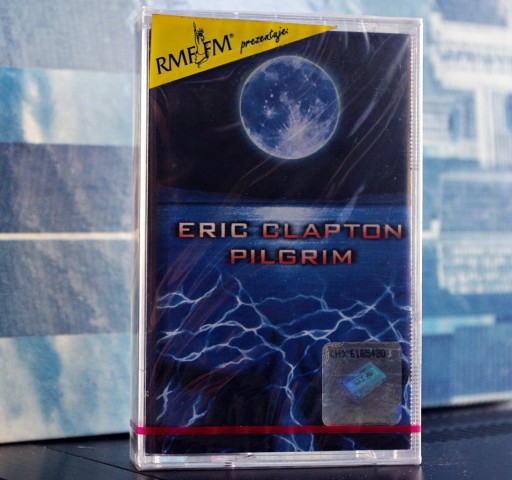 RMF FM®
prezentuje:
ERIC CLAPTON
PILGRIM